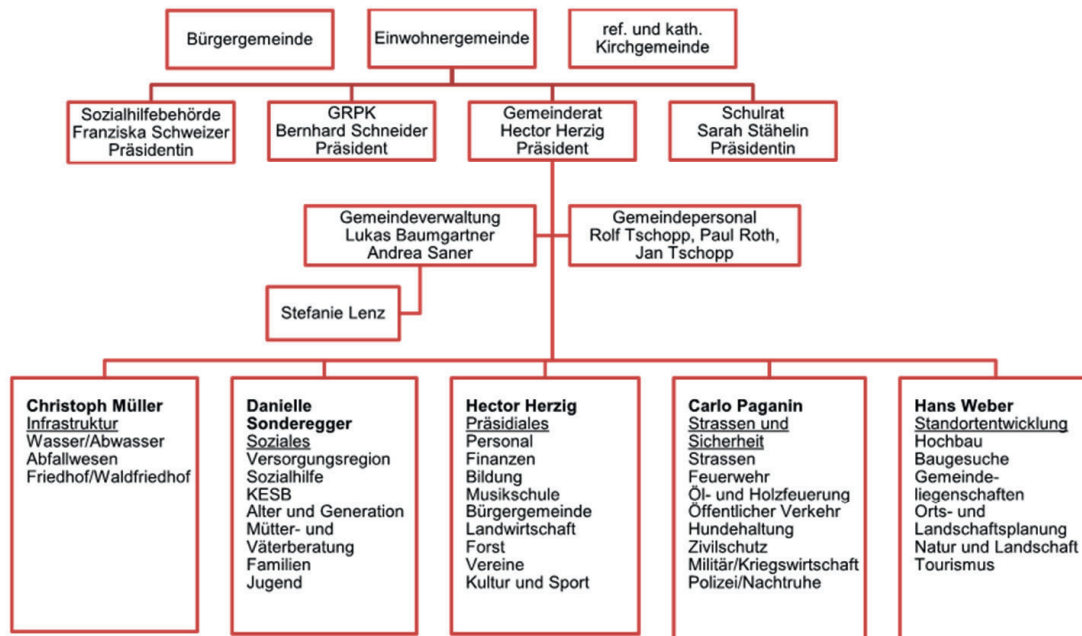 Bürgergemeinde
Einwohnergemeinde
ref. und kath.
Kirchgemeinde
Sozialhilfebehörde
Franziska Schweizer
Präsidentin
GRPK
Bernhard Schneider
Präsident
Gemeinderat
Hector Herzig
Präsident
Schulrat
Sarah Stähelin
Präsidentin
Gemeindeverwaltung
Lukas Baumgartner
Andrea Saner
Gemeindepersonal
Rolf Tschopp, Paul Roth,
Jan Tschopp
Stefanie Lenz
Christoph Müller
Infrastruktur
Wasser/Abwasser
Abfallwesen
Friedhof/Waldfriedhof
Danielle
Sonderegger
Soziales
Versorgungsregion
Sozialhilfe
KESB
Alter und Generation
Mütter- und
Väterberatung
Familien
Jugend
Hector Herzig
Präsidiales
Personal
Finanzen
Bildung
Musikschule
Bürgergemeinde
Landwirtschaft
Forst
Vereine
Kultur und Sport
Carlo Paganin
Strassen und
Sicherheit
Strassen
Feuerwehr
Öl- und Holzfeuerung
Öffentlicher Verkehr
Hundehaltung
Zivilschutz
Militär/Kriegswirtschaft
Polizei/Nachtruhe
Hans Weber
Standortentwicklung
Hochbau
Baugesuche
Gemeinde-
liegenschaften
Orts- und
Landschaftsplanung
Natur und Landschaft
Tourismus